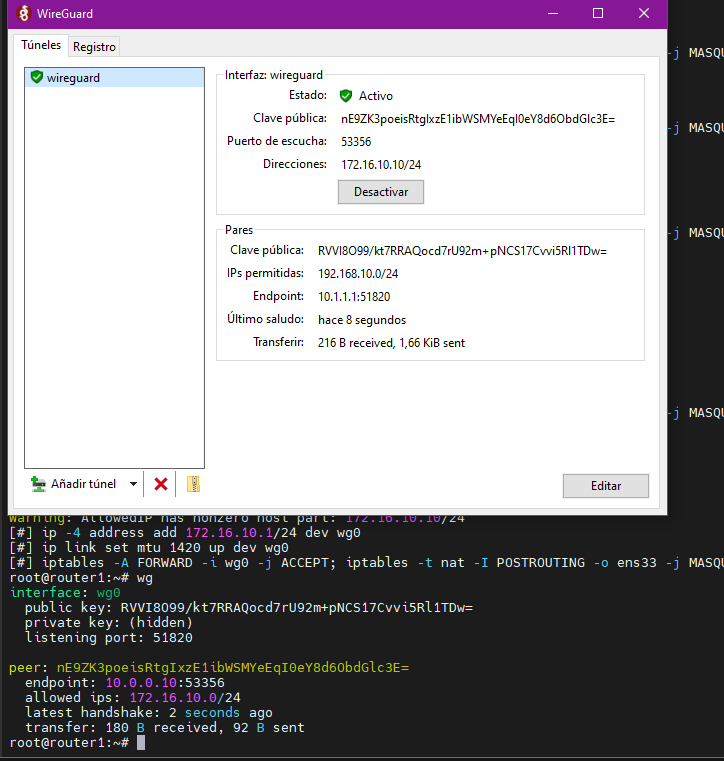 WireGuard
Túneles
Registro
wireguard
Interfaz: wireguard
Estado: Activo
Clave pública: nE9ZK3poeisRtgIxzE1ibWSMYeEqI0eY8d6ObdGlc3E=
Puerto de escucha: 53356
Direcciones: 172.16.10.10/24
Desactivar
Pares
Clave pública: RVVI8O99/kt7RRAQocd7rU92m+pNCS17Cvvi5Rl1TDw=
IPs permitidas: 192.168.10.0/24
Endpoint: 10.1.1.1:51820
Último saludo: hace 8 segundos
Transferir: 216 B received, 1,66 KiB sent
Añadir túnel
Editar
-j MASQU
-j MASQU
-j MASQU
-j MASQU
Warning: AllowedIP has nonzero host part: 172.16.10.10/24
[#] ip -4 address add 172.16.10.1/24 dev wg0
[#] ip link set mtu 1420 up dev wg0
[#] iptables -A FORWARD -i wg0 -j ACCEPT; iptables -t nat -I POSTROUTING -o ens33 -j MASQU
root@router1:~# wg
interface: wg0
public key: RVVI8O99/kt7RRAQocd7rU92m+pNCS17Cvvi5Rl1TDw=
private key: (hidden)
listening port: 51820
peer: nE9ZK3poeisRtgIxzE1ibWSMYeEqI0eY8d6ObdGlc3E=
endpoint: 10.0.0.10:53356
allowed ips: 172.16.10.0/24
latest handshake: 2 seconds ago
transfer: 180 B received, 92 B sent
root@router1:~#